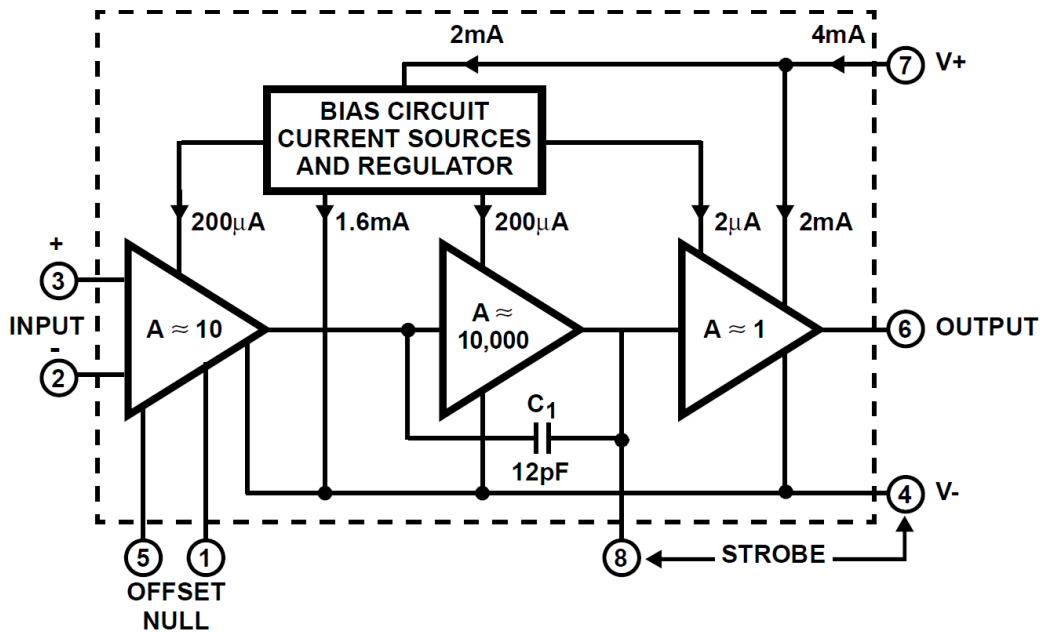 2mA
4mA
7
V+
BIAS CIRCUIT
CURRENT SOURCES
AND REGULATOR
200μA
1.6mA
200μA
2μA
2mA
+
3
INPUT
-
2
A ≈ 10
A ≈
10,000
A ≈ 1
6
OUTPUT
C1
12pF
4
V-
5
1
OFFSET
NULL
8
STROBE